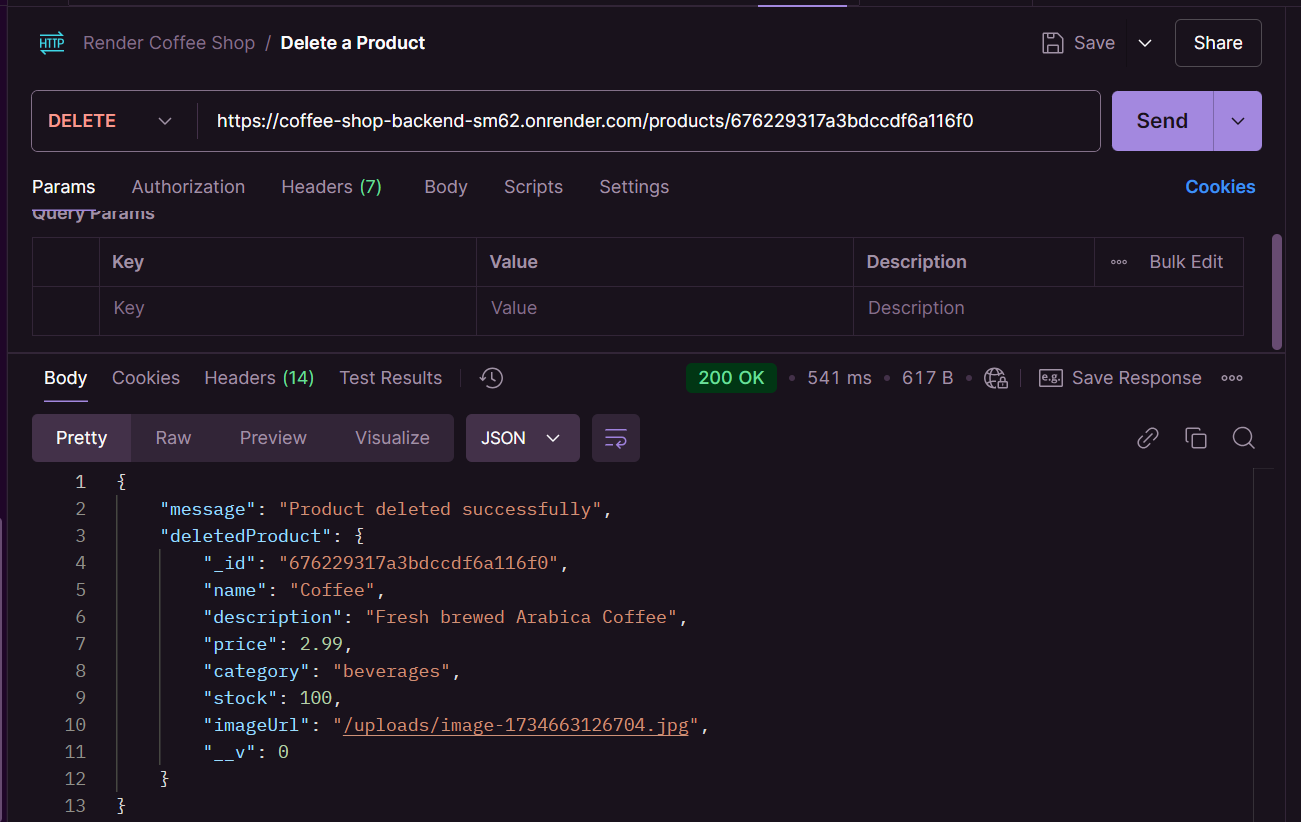 HTTP Render Coffee Shop / Delete a Product Save Share
DELETE https://coffee-shop-backend-sm62.onrender.com/products/676229317a3bdccdf6a116f0 Send
Params Authorization Headers (7) Body Scripts Settings Cookies
Query Params
Key Value Description Bulk Edit
Key Value Description
Body Cookies Headers (14) Test Results 200 OK • 541 ms • 617 B • e.g. Save Response
Pretty Raw Preview Visualize JSON
1 {
2 "message": "Product deleted successfully",
3 "deletedProduct": {
4 "_id": "676229317a3bdccdf6a116f0",
5 "name": "Coffee",
6 "description": "Fresh brewed Arabica Coffee",
7 "price": 2.99,
8 "category": "beverages",
9 "stock": 100,
10 "imageUrl": "/uploads/image-1734663126704.jpg",
11 "__v": 0
12 }
13 }